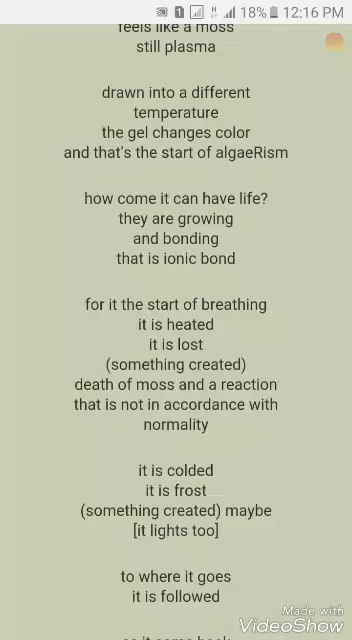 18% 12:16 PM
feels like a moss
still plasma
drawn into a different
temperature
the gel changes color
and that's the start of algaeRism
how come it can have life?
they are growing
and bonding
that is ionic bond
for it the start of breathing
it is heated
it is lost
(something created)
death of moss and a reaction
that is not in accordance with
normality
it is colded
it is frost
(something created) maybe
[it lights too]
to where it goes
it is followed
Made with
VideoShow